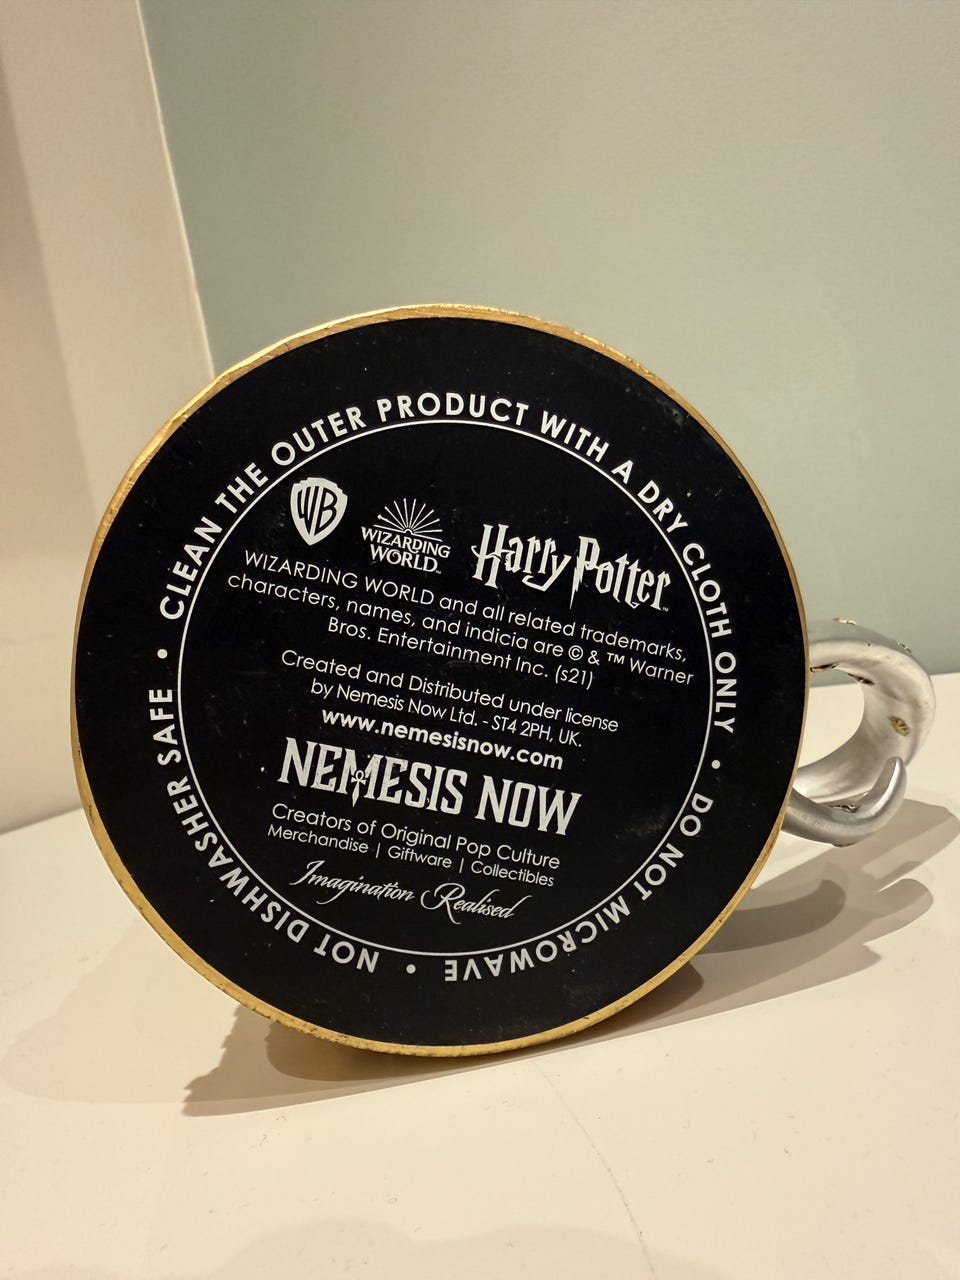 CLEAN THE OUTER PRODUCT WITH A DRY CLOTH ONLY • DO NOT MICROWAVE • NOT DISHWASHER SAFE •
WB
WIZARDING
WORLD™
Harry Potter™
WIZARDING WORLD and all related trademarks,
characters, names, and indicia are © & ™ Warner
Bros. Entertainment Inc. (s21)
Created and Distributed under license
by Nemesis Now Ltd. - ST4 2PH, UK.
www.nemesisnow.com
NEMESIS NOW
Creators of Original Pop Culture
Merchandise | Giftware | Collectibles
Imagination Realised